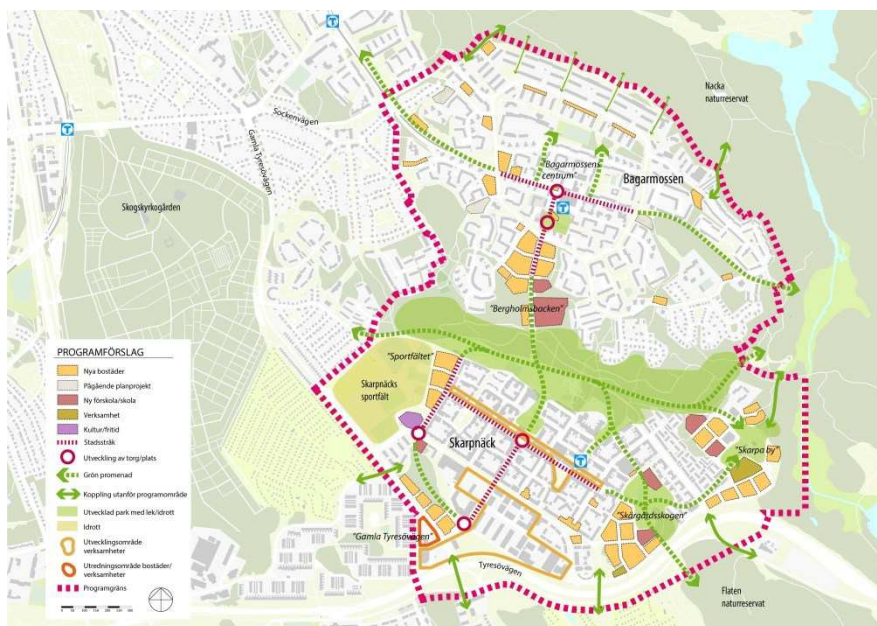 T
T
Nacka
naturreservat
Sockenvägen
Gamla Tyresövägen
"Bagarmossens
centrum"
Bagarmossen
Skogskyrkogården
T
"Bergholmsbacken"
PROGRAMFÖRSLAG
Nya bostäder
Pågående planprojekt
Ny förskola/skola
Verksamhet
Kultur/fritid
Stadsstråk
Utveckling av torg/plats
Grön promenad
Koppling utanför programområde
Utvecklad park med lek/idrott
Idrott
Utvecklingsområde
verksamheter
Utredningsområde bostäder/
verksamheter
Programgräns
"Sportfältet"
Skarpnäcks
sportfält
Skarpnäck
T
"Skarpa by"
"Skärgårdsskogen"
"Gamla Tyresövägen"
Tyresövägen
Flaten
naturreservat